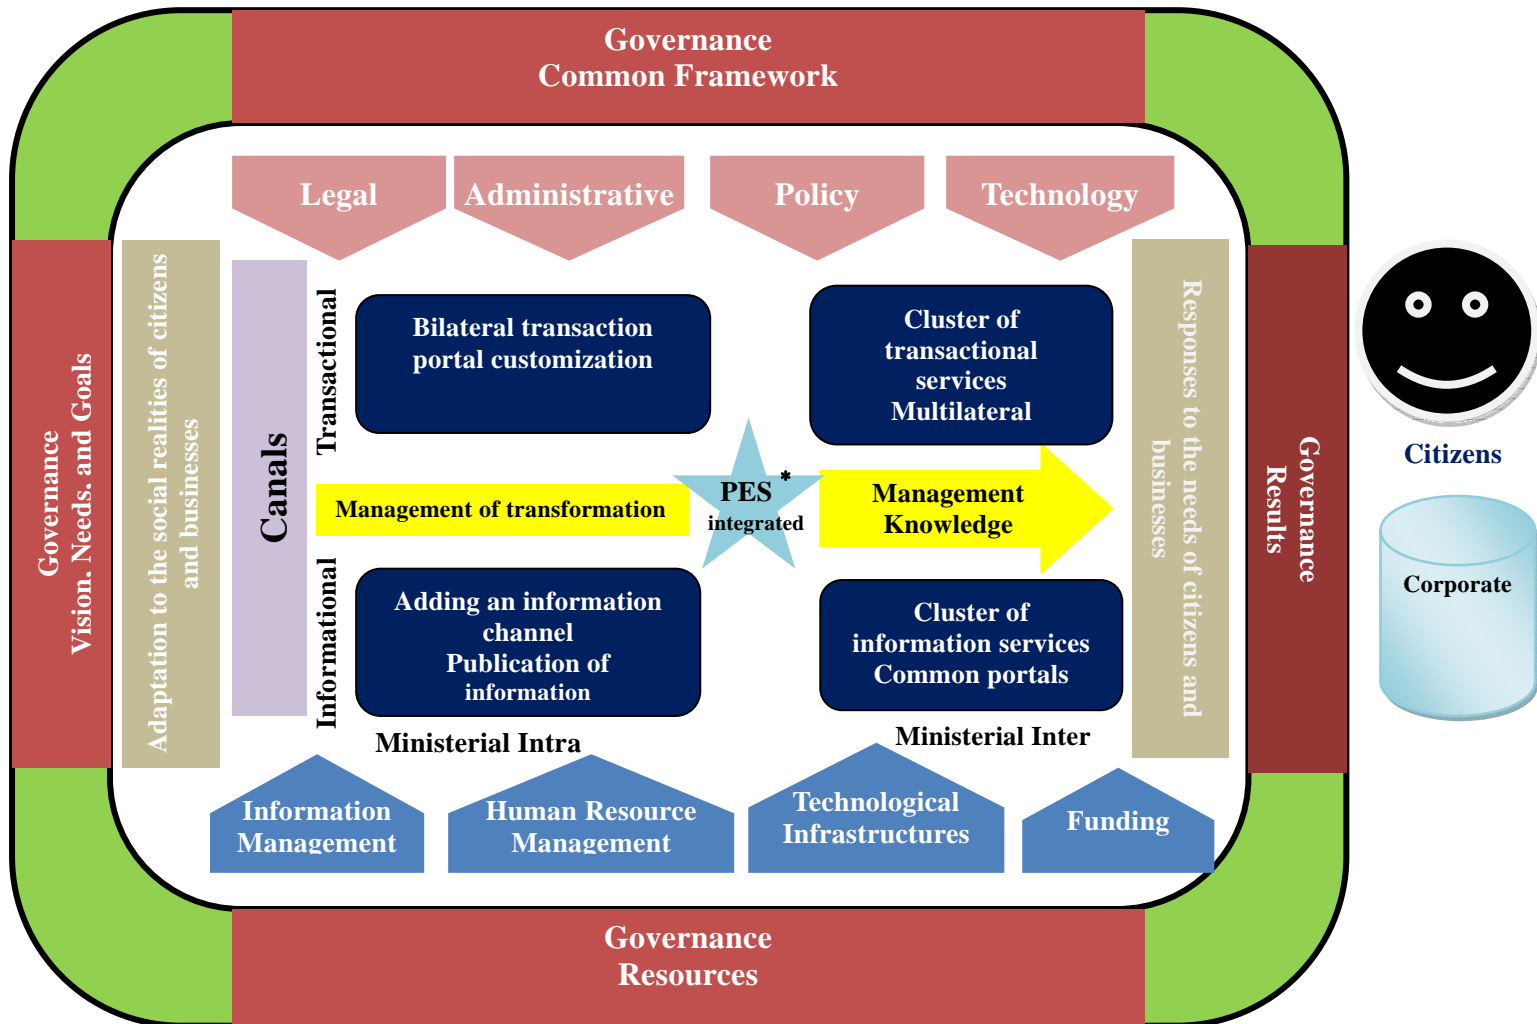 Governance
Common Framework
Legal
Administrative
Policy
Technology
Governance
Vision, Needs, and Goals
Adaptation to the social realities of citizens
and businesses
Canals
Transactional
Informational
Bilateral transaction
portal customization
Cluster of
transactional
services
Multilateral
Management of transformation
PES *
integrated
Management
Knowledge
Adding an information
channel
Publication of
information
Cluster of
information services
Common portals
Ministerial Intra
Ministerial Inter
Responses to the needs of citizens and
businesses
Governance
Results
Citizens
Corporate
Information
Management
Human Resource
Management
Technological
Infrastructures
Funding
Governance
Resources